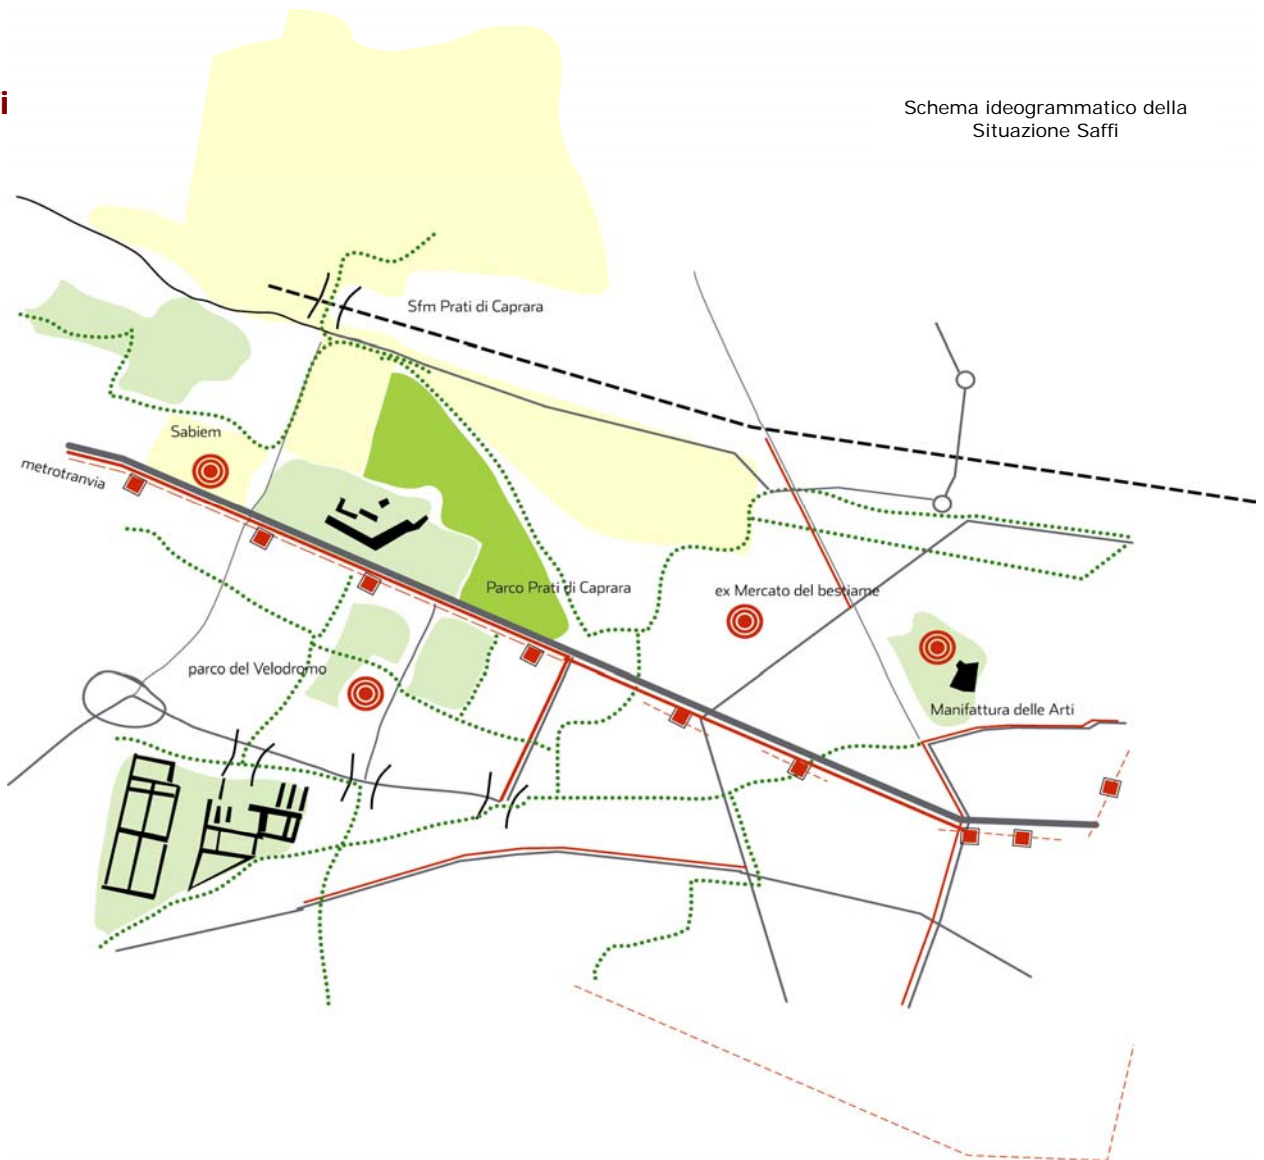 i
Schema ideogrammatico della
Situazione Saffi
Sfm Prati di Caprara
Sabiem
metrotranvia
Parco Prati di Caprara
ex Mercato del bestiame
parco del Velodromo
Manifattura delle Arti